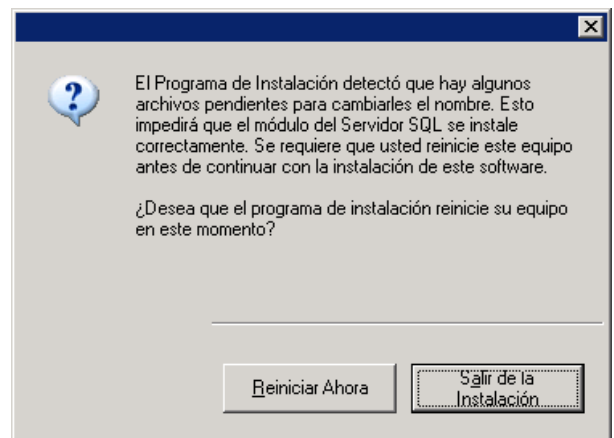 El Programa de Instalación detectó que hay algunos
archivos pendientes para cambiarles el nombre. Esto
impedirá que el módulo del Servidor SQL se instale
correctamente. Se requiere que usted reinicie este equipo
antes de continuar con la instalación de este software.
¿Desea que el programa de instalación reinicie su equipo
en este momento?
Reiniciar Ahora
Salir de la
Instalación